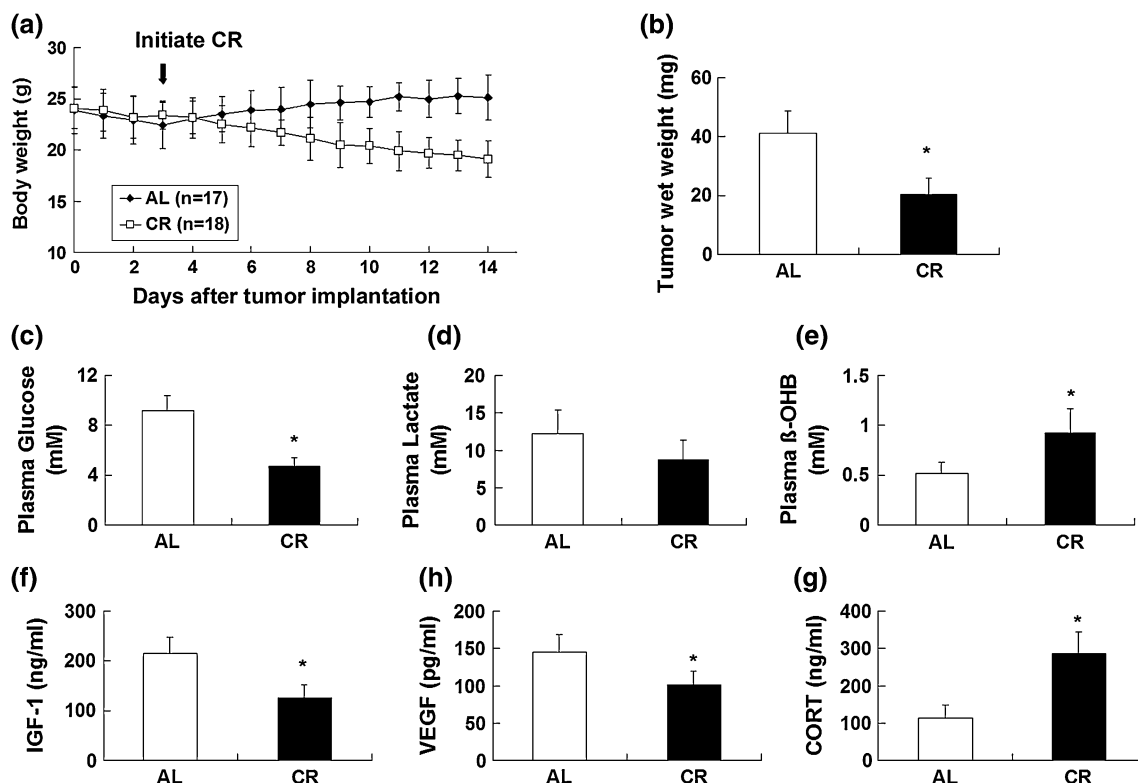 (a)
Initiate CR
Body weight (g)
30
25
20
15
10
AL (n=17)
CR (n=18)
0 2 4 6 8 10 12 14
Days after tumor implantation
(b)
Tumor wet weight (mg)
60
40
20
0
*
AL CR
(c)
Plasma Glucose
(mM)
12
8
4
0
*
AL CR
(d)
Plasma Lactate
(mM)
20
15
10
5
0
AL CR
(e)
Plasma ß-OHB
(mM)
1.5
1
0.5
0
*
AL CR
(f)
IGF-1 (ng/ml)
300
200
100
0
*
AL CR
(h)
VEGF (pg/ml)
200
150
100
50
0
*
AL CR
(g)
CORT (ng/ml)
400
300
200
100
0
*
AL CR